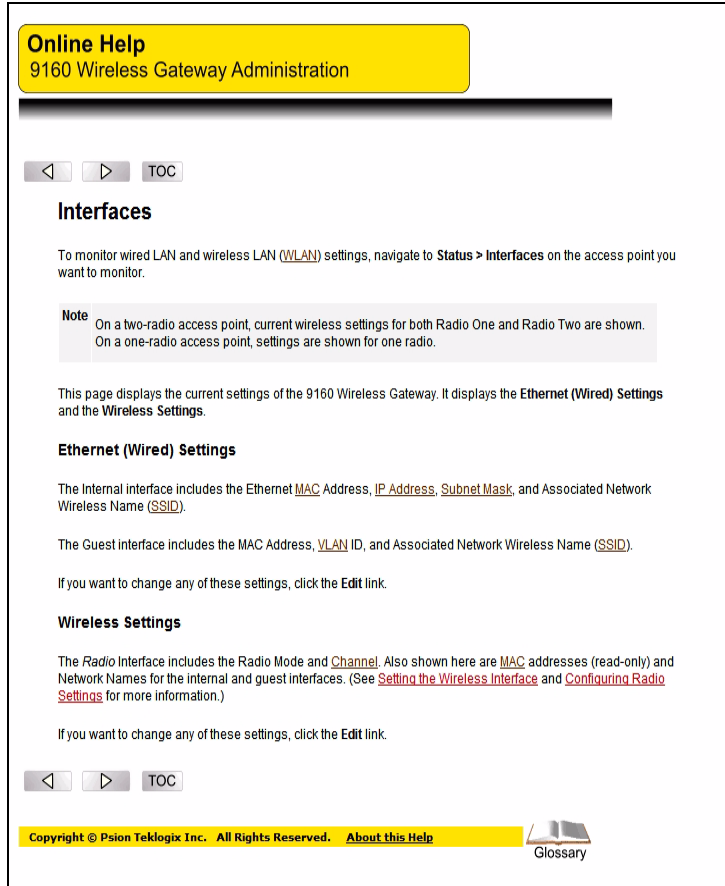 Online Help
9160 Wireless Gateway Administration
TOC
Interfaces
To monitor wired LAN and wireless LAN (WLAN) settings, navigate to Status > Interfaces on the access point you
want to monitor.
Note
On a two-radio access point, current wireless settings for both Radio One and Radio Two are shown.
On a one-radio access point, settings are shown for one radio.
This page displays the current settings of the 9160 Wireless Gateway. It displays the Ethernet (Wired) Settings
and the Wireless Settings.
Ethernet (Wired) Settings
The Internal interface includes the Ethernet MAC Address, IP Address, Subnet Mask, and Associated Network
Wireless Name (SSID).
The Guest interface includes the MAC Address, VLAN ID, and Associated Network Wireless Name (SSID).
If you want to change any of these settings, click the Edit link.
Wireless Settings
The Radio Interface includes the Radio Mode and Channel. Also shown here are MAC addresses (read-only) and
Network Names for the internal and guest interfaces. (See Setting the Wireless Interface and Configuring Radio
Settings for more information.)
If you want to change any of these settings, click the Edit link.
TOC
Copyright © Psion Teklogix Inc. All Rights Reserved. About this Help
Glossary